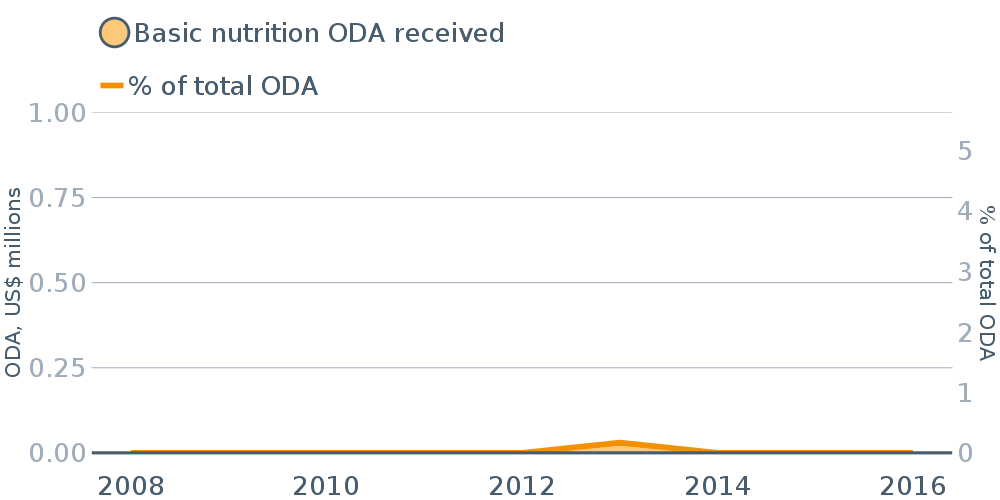 Basic nutrition ODA received
% of total ODA
1.00
0.75
0.50
0.25
0.00
ODA, US$ millions
5
4
3
2
1
0
% of total ODA
2008 2010 2012 2014 2016